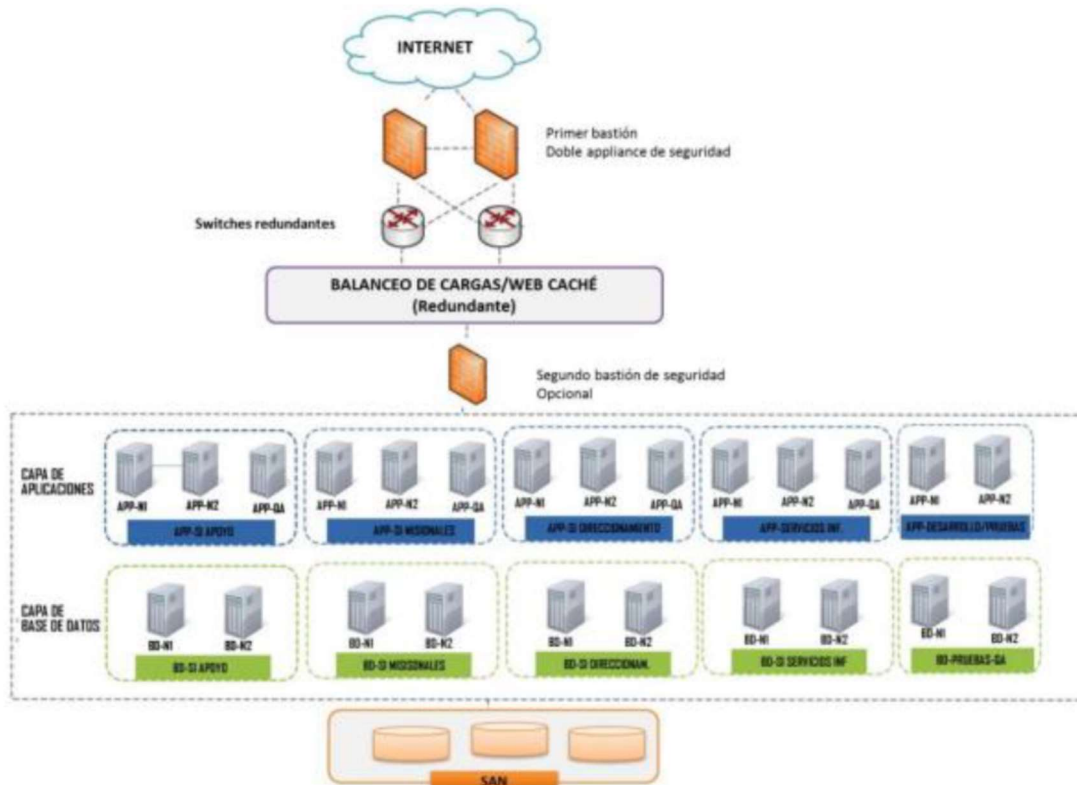 INTERNET
Primer bastión
Doble appliance de seguridad
Switches redundantes
BALANCEO DE CARGAS/WEB CACHÉ
(Redundante)
Segundo bastión de seguridad
Opcional
CAPA DE
APLICACIONES
APP-N1 APP-N2 APP-QA
APP-SI APOYO
APP-N1 APP-N2 APP-QA
APP-SI MISIONALES
APP-N1 APP-N2 APP-QA
APP-SI DIRECCIONAMIENTO
APP-N1 APP-N2 APP-QA
APP-SERVICIOS INF.
APP-N1 APP-N2
APP-DESARROLLO/PRUEBAS
CAPA DE
BASE DE DATOS
BD-N1 BD-N2
BD-SI APOYO
BD-N1 BD-N2
BD-SI MISISONALES
BD-N1 BD-N2
BD-SI DIRECCIONAM.
BD-N1 BD-N2
BD-SI SERVICIOS INF
BD-N1 BD-N2
BD-PRUEBAS-QA
SAN